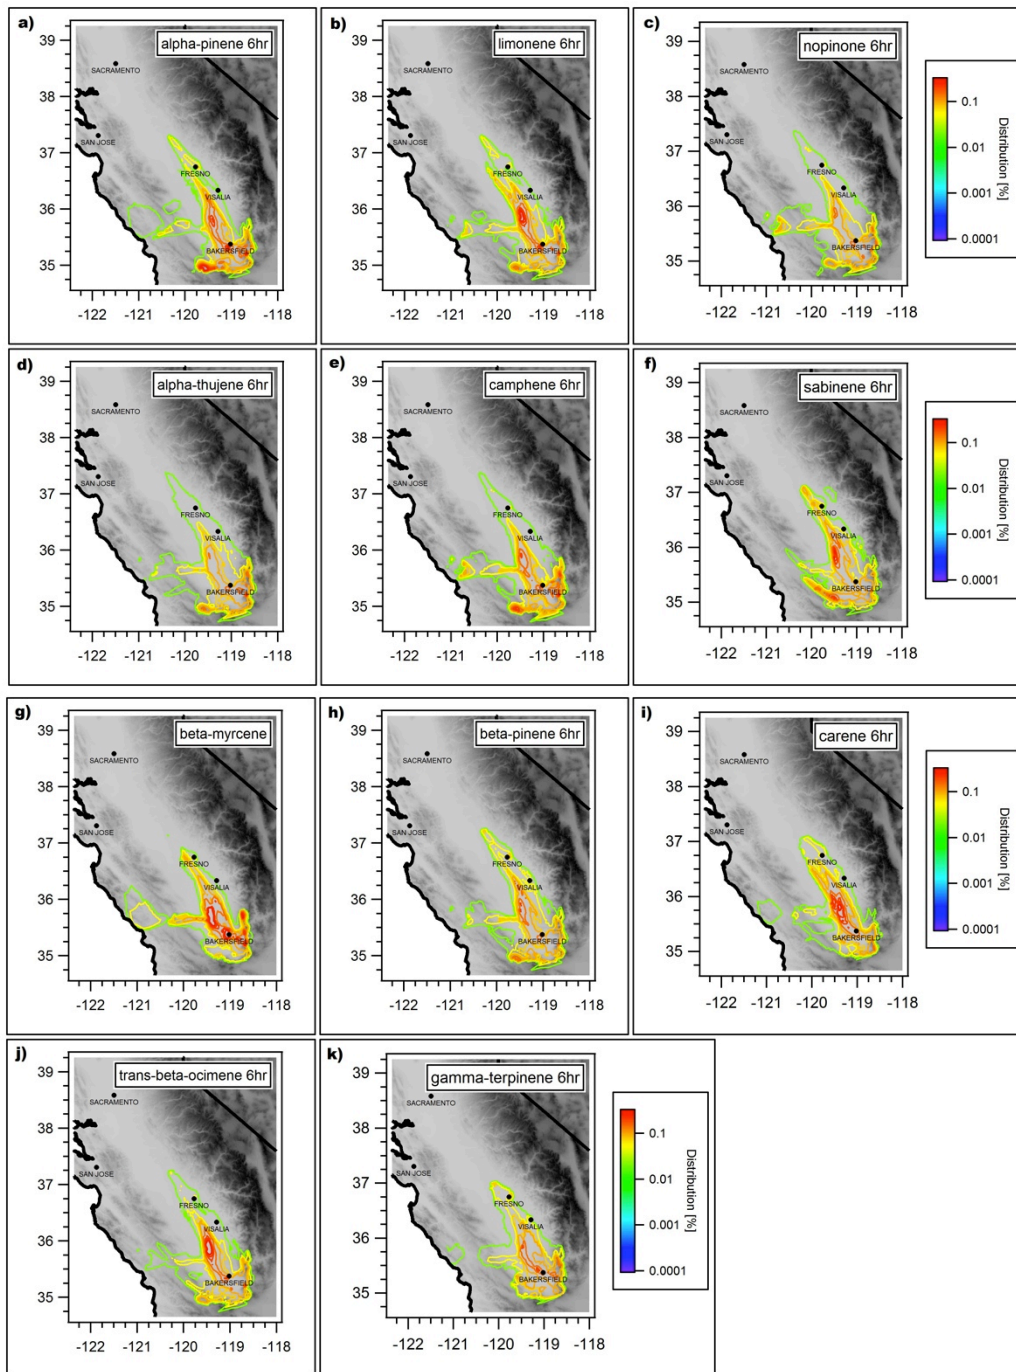 a)
alpha-pinene 6hr
39
38
37
36
35
SACRAMENTO
SAN JOSE
FRESNO
VISALIA
BAKERSFIELD
-122 -121 -120 -119 -118
b)
limonene 6hr
39
38
37
36
35
SACRAMENTO
SAN JOSE
FRESNO
VISALIA
BAKERSFIELD
-122 -121 -120 -119 -118
c)
nopinone 6hr
39
38
37
36
35
SACRAMENTO
SAN JOSE
FRESNO
VISALIA
BAKERSFIELD
-122 -121 -120 -119 -118
0.1
0.01
0.001
0.0001
Distribution [%]
d)
alpha-thujene 6hr
39
38
37
36
35
SACRAMENTO
SAN JOSE
FRESNO
VISALIA
BAKERSFIELD
-122 -121 -120 -119 -118
e)
camphene 6hr
39
38
37
36
35
SACRAMENTO
SAN JOSE
FRESNO
VISALIA
BAKERSFIELD
-122 -121 -120 -119 -118
f)
sabinene 6hr
39
38
37
36
35
SACRAMENTO
SAN JOSE
FRESNO
VISALIA
BAKERSFIELD
-122 -121 -120 -119 -118
0.1
0.01
0.001
0.0001
Distribution [%]
g)
beta-myrcene
39
38
37
36
35
SACRAMENTO
SAN JOSE
FRESNO
VISALIA
BAKERSFIELD
-122 -121 -120 -119 -118
h)
beta-pinene 6hr
39
38
37
36
35
SACRAMENTO
SAN JOSE
FRESNO
VISALIA
BAKERSFIELD
-122 -121 -120 -119 -118
i)
carene 6hr
39
38
37
36
35
SACRAMENTO
SAN JOSE
FRESNO
VISALIA
BAKERSFIELD
-122 -121 -120 -119 -118
0.1
0.01
0.001
0.0001
Distribution [%]
j)
trans-beta-ocimene 6hr
39
38
37
36
35
SACRAMENTO
SAN JOSE
FRESNO
VISALIA
BAKERSFIELD
-122 -121 -120 -119 -118
k)
gamma-terpinene 6hr
39
38
37
36
35
SACRAMENTO
SAN JOSE
FRESNO
VISALIA
BAKERSFIELD
-122 -121 -120 -119 -118
0.1
0.01
0.001
0.0001
Distribution [%]